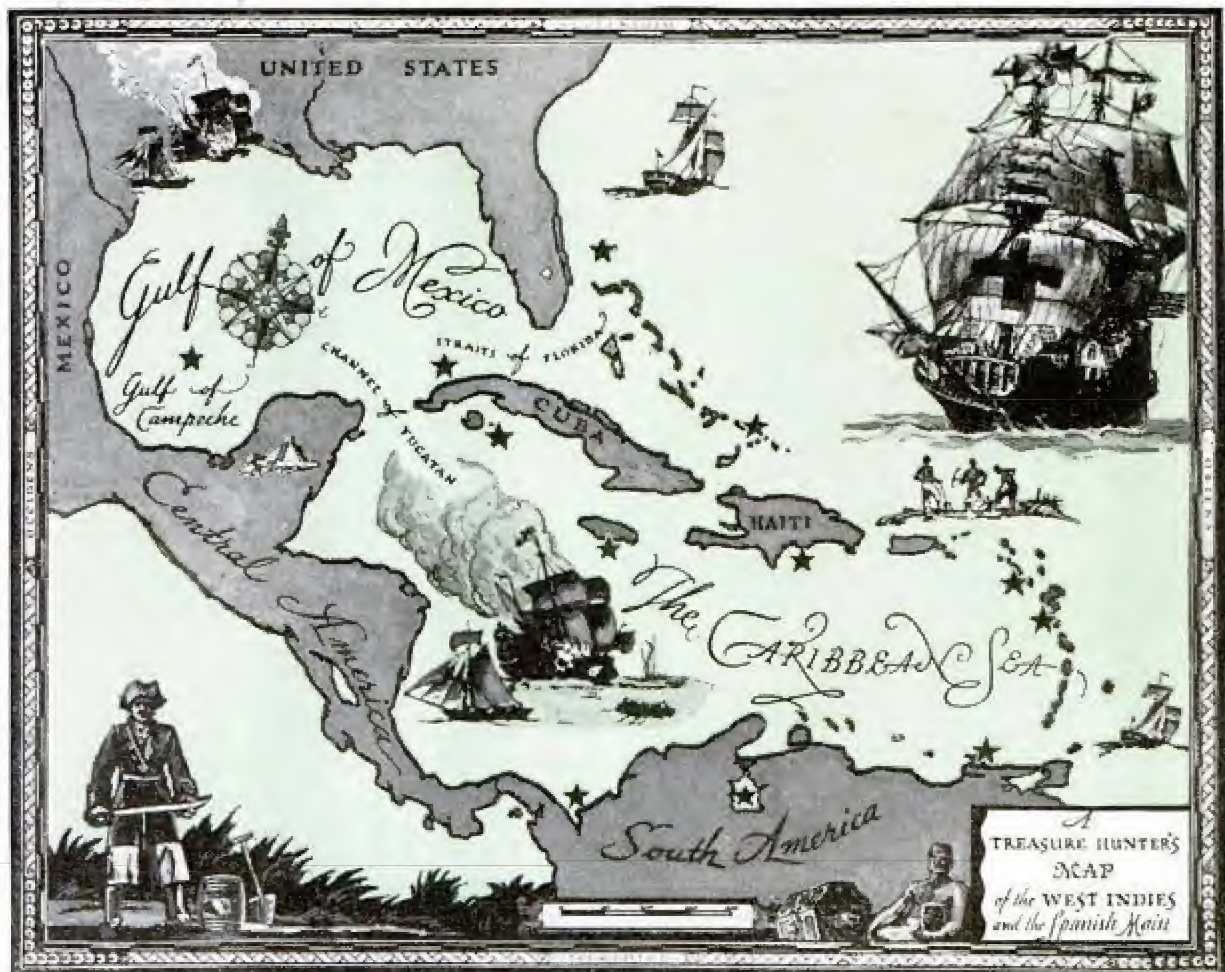 UNITED STATES
MEXICO
Gulf of Mexico
STRAITS of FLORIDA
CHANNEL of YUCATAN
Gulf of
Campeche
CUBA
HAITI
Central
America
The
CARIBBEAN SEA
South America
A
TREASURE HUNTER'S
MAP
of the WEST INDIES
and the Spanish Main
OCCIDENS